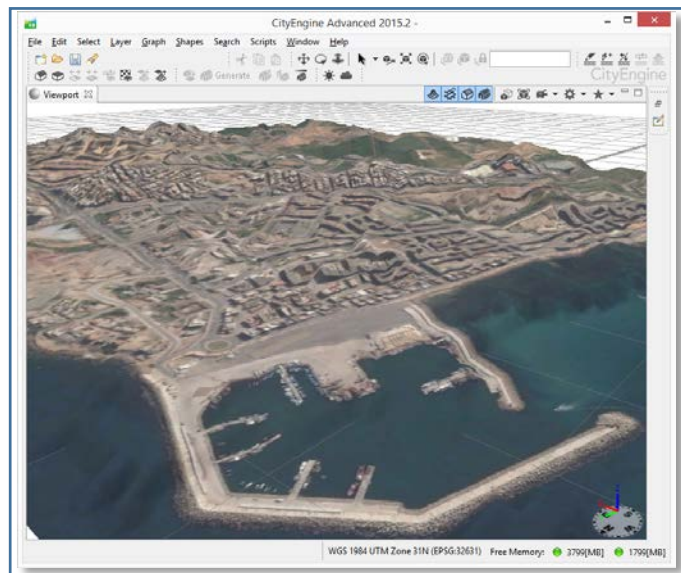 CityEngine Advanced 2015.2 -
File Edit Select Layer Graph Shapes Search Scripts Window Help
Generate
CityEngine
Viewport
WGS 1984 UTM Zone 31N (EPSG:32631) Free Memory: 3799[MB] 1799[MB]